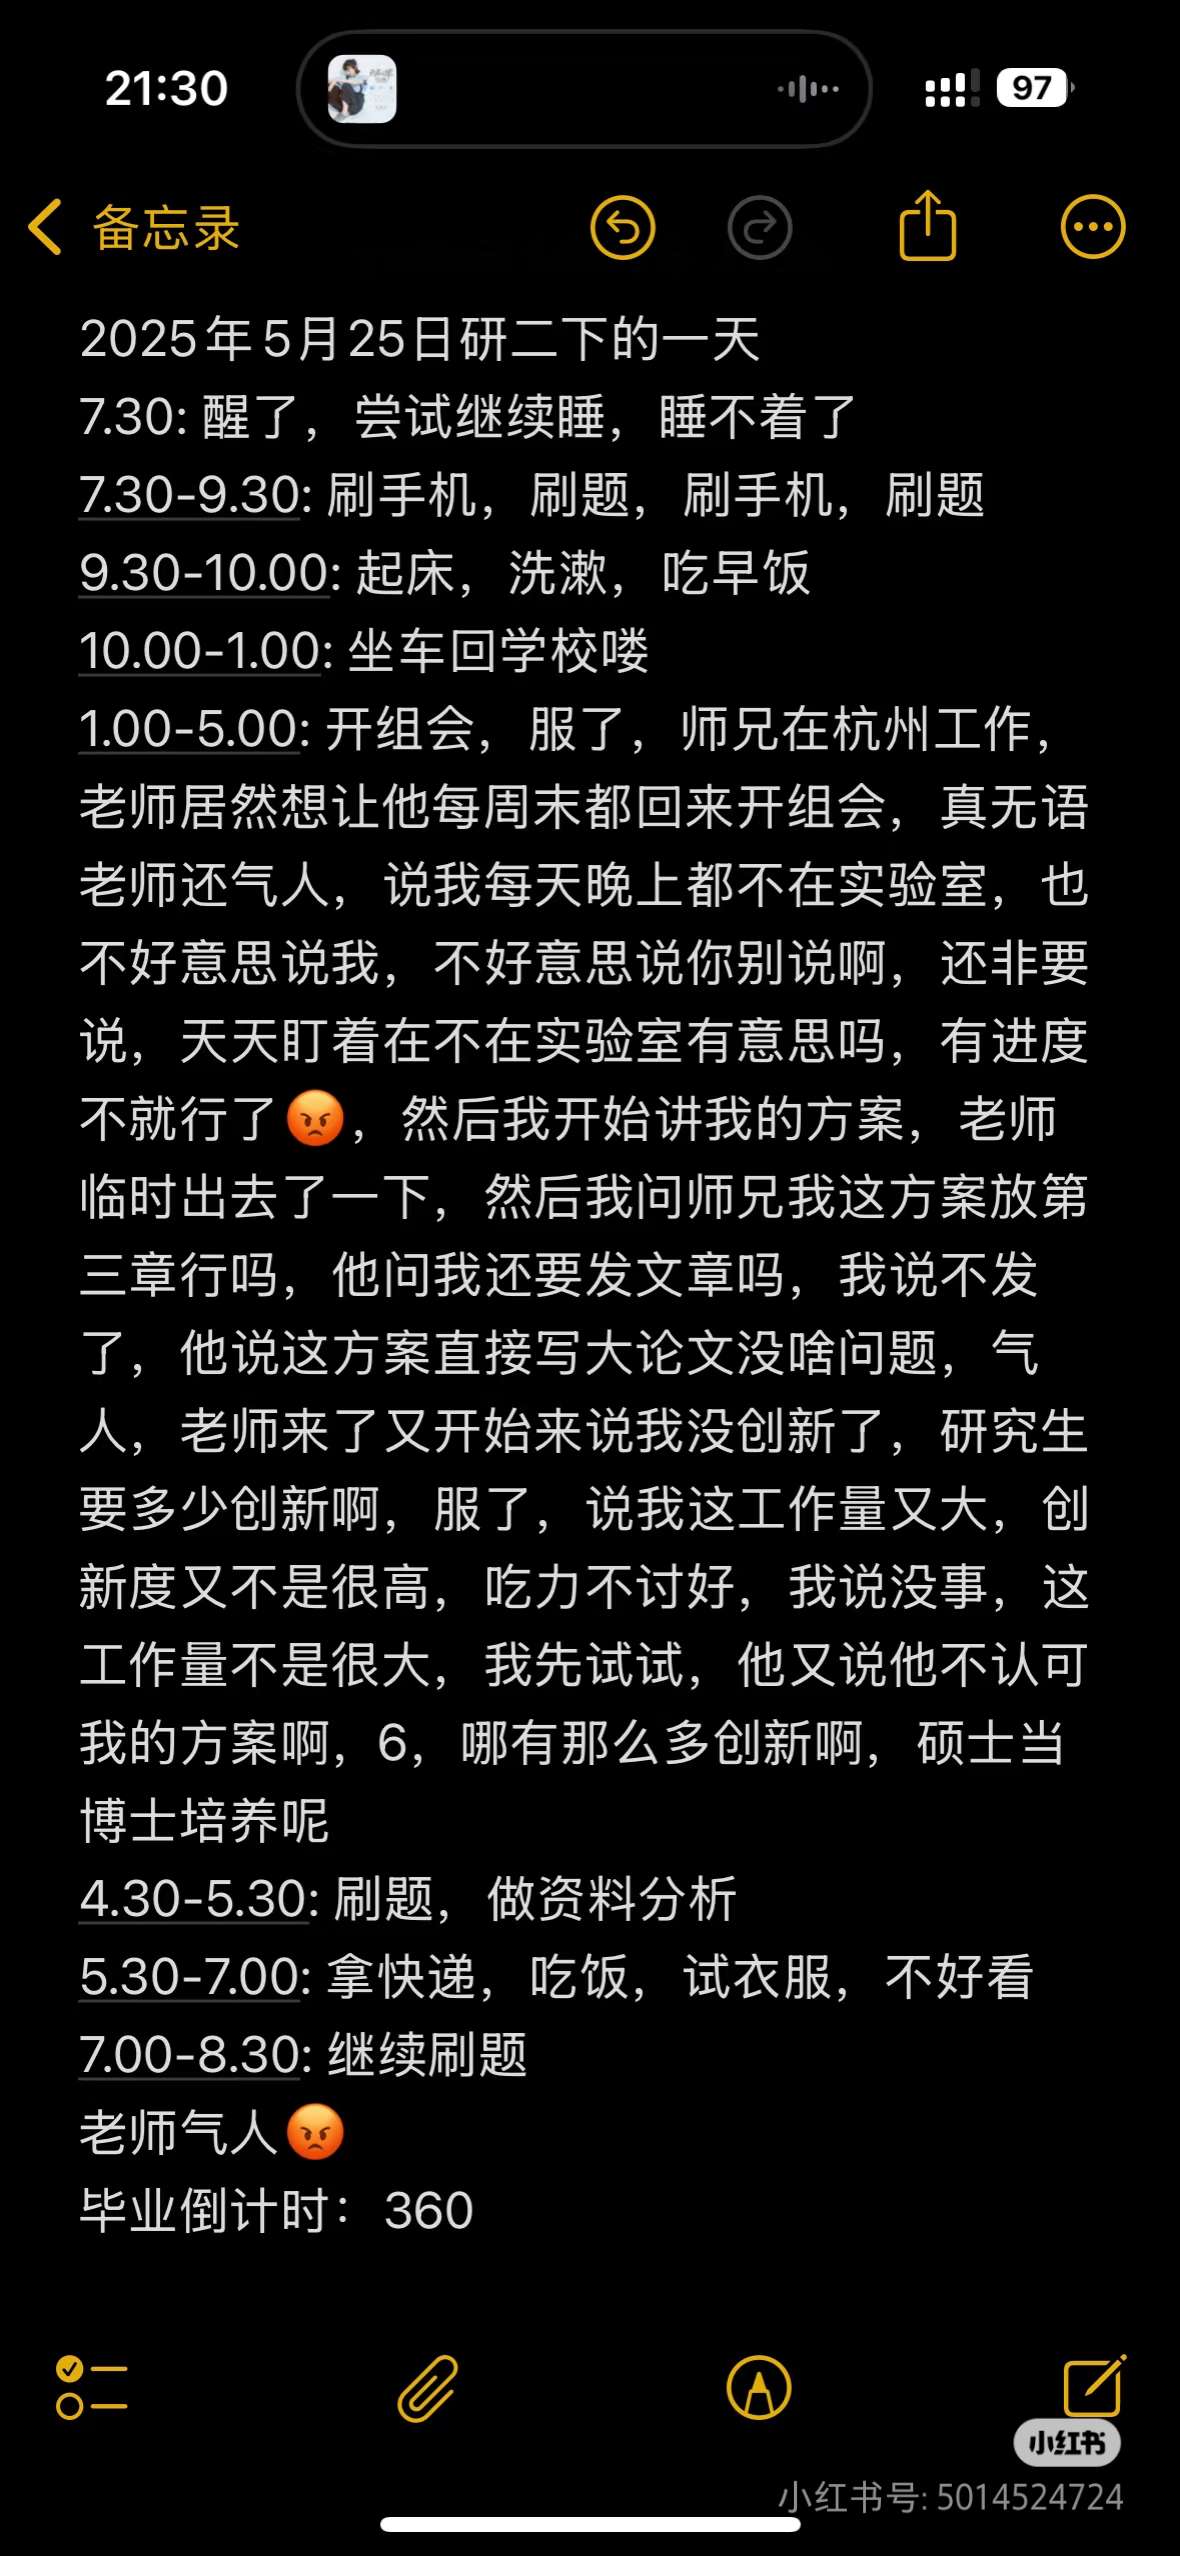 21:30
97
备忘录
2025年5月25日研二下的一天
7.30: 醒了，尝试继续睡，睡不着了
7.30-9.30: 刷手机，刷题，刷手机，刷题
9.30-10.00: 起床，洗漱，吃早饭
10.00-1.00: 坐车回学校喽
1.00-5.00: 开组会，服了，师兄在杭州工作，
老师居然想让他每周末都回来开组会，真无语
老师还气人，说我每天晚上都不在实验室，也
不好意思说我，不好意思说你别说啊，还非要
说，天天盯着在不在实验室有意思吗，有进度
不就行了😡，然后我开始讲我的方案，老师
临时出去了一下，然后我问师兄我这方案放第
三章行吗，他问我还要发文章吗，我说不发
了，他说这方案直接写大论文没啥问题，气
人，老师来了又开始来说我没创新了，研究生
要多少创新啊，服了，说我这工作量又大，创
新度又不是很高，吃力不讨好，我说没事，这
工作量不是很大，我先试试，他又说他不认可
我的方案啊，6，哪有那么多创新啊，硕士当
博士培养呢
4.30-5.30: 刷题，做资料分析
5.30-7.00: 拿快递，吃饭，试衣服，不好看
7.00-8.30: 继续刷题
老师气人😡
毕业倒计时：360
小红书
小红书号: 5014524724